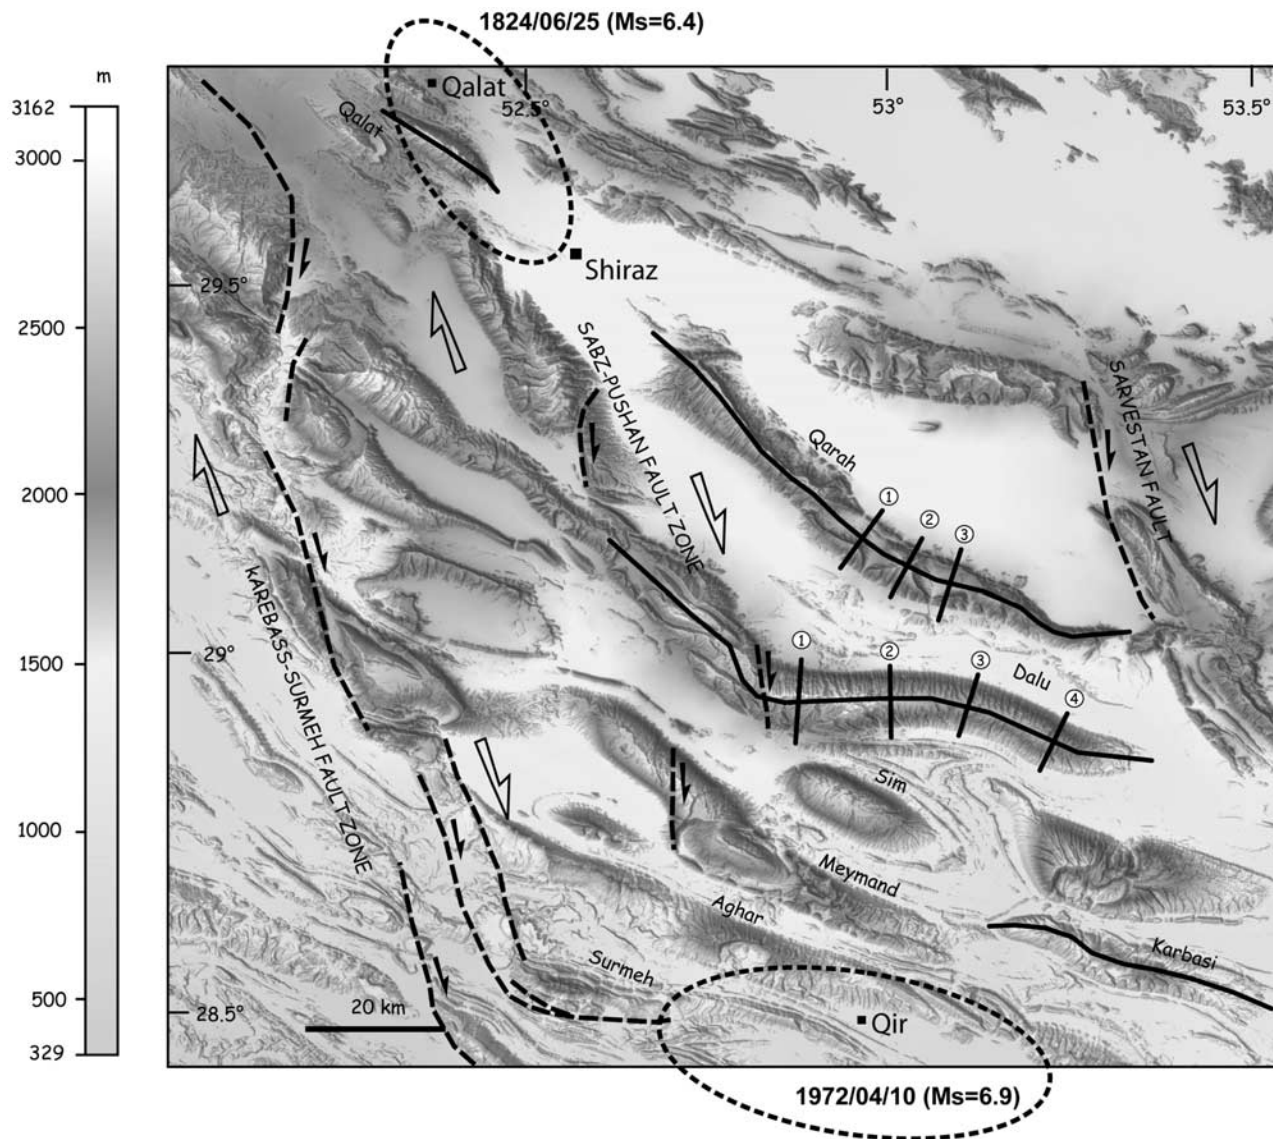 1824/06/25 (Ms=6.4)
m
3162
3000
2500
2000
1500
1000
500
329
Qalat
Qalat
52.5°
53°
53.5°
Shiraz
29.5°
SABZ-PUSHAN FAULT ZONE
SARVESTAN FAULT
Qarah
①
②
③
KAREBASS-SURMEH FAULT ZONE
29°
①
②
③
④
Dalu
Sim
Meymand
Aghar
Surmeh
Karbasi
28.5°
20 km
Qir
1972/04/10 (Ms=6.9)